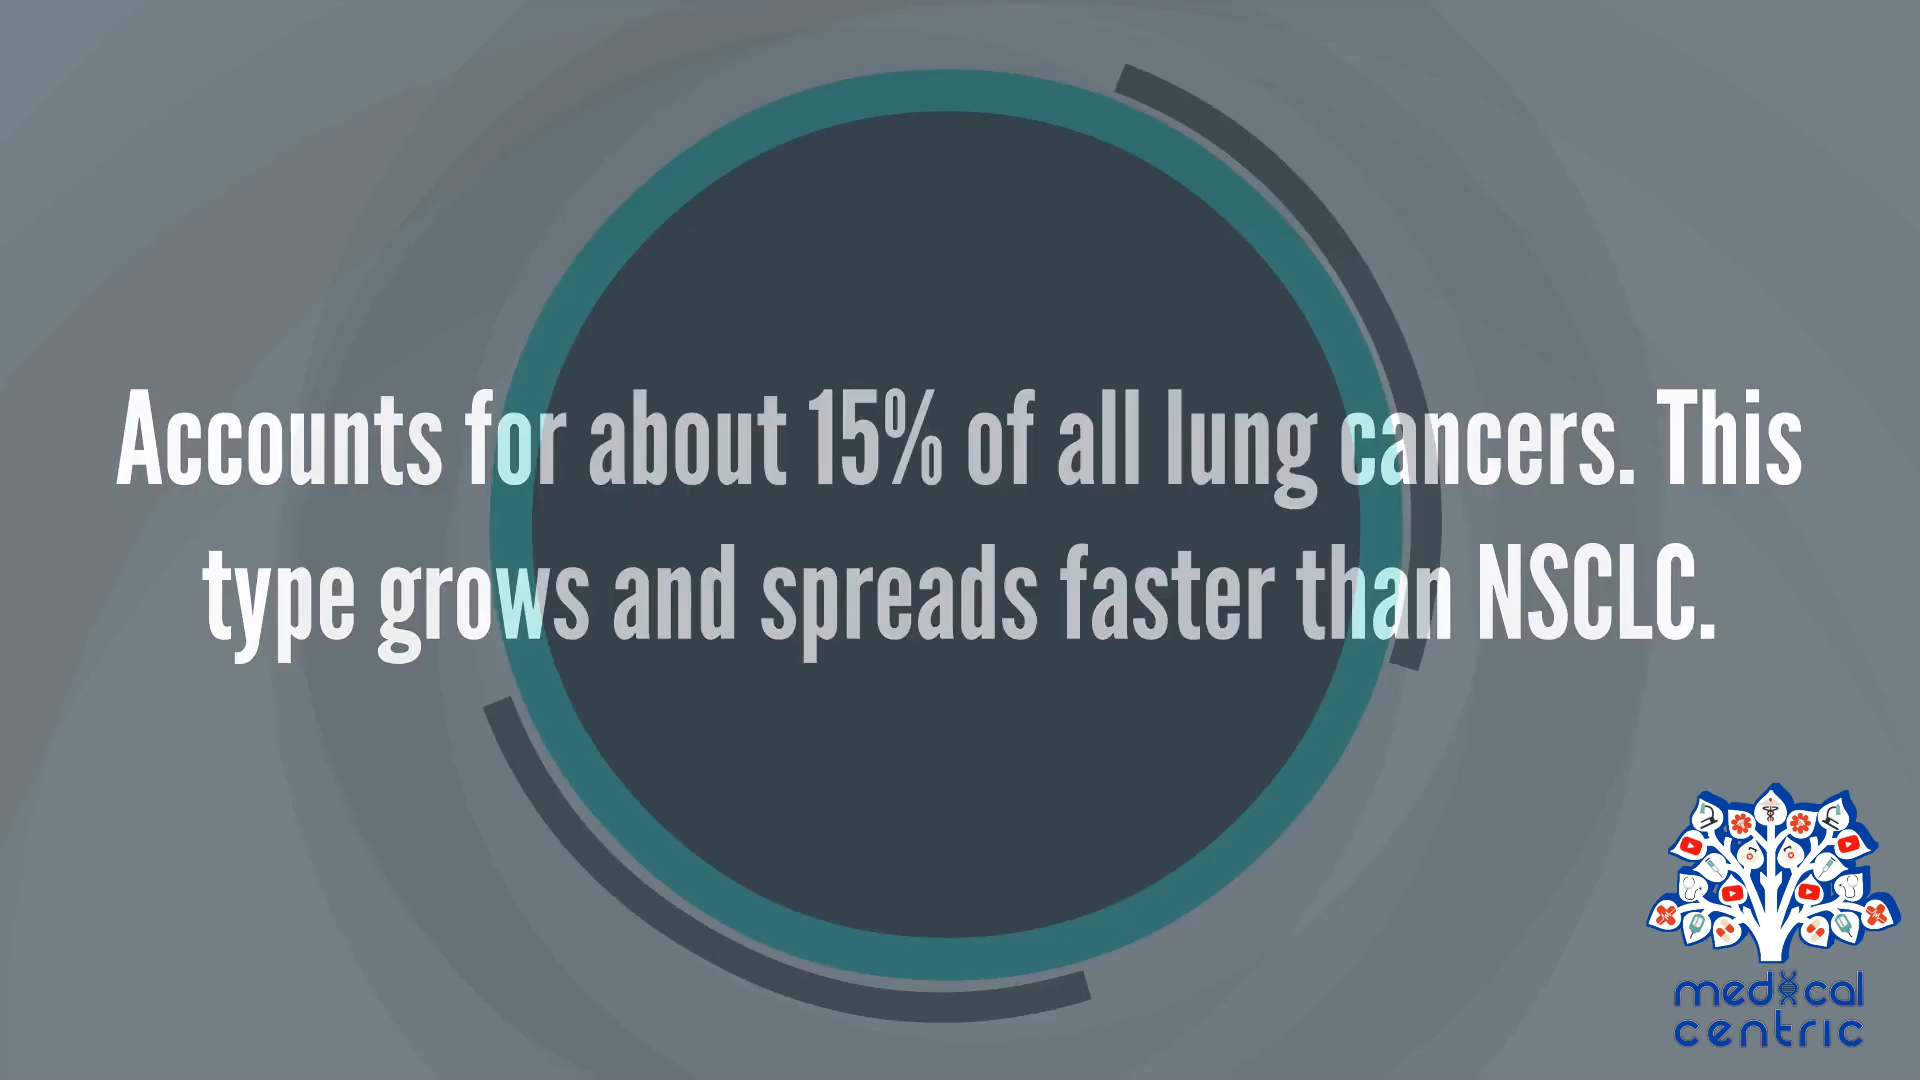 Accounts for about 15% of all lung cancers. This
type grows and spreads faster than NSCLC.
medical
centric